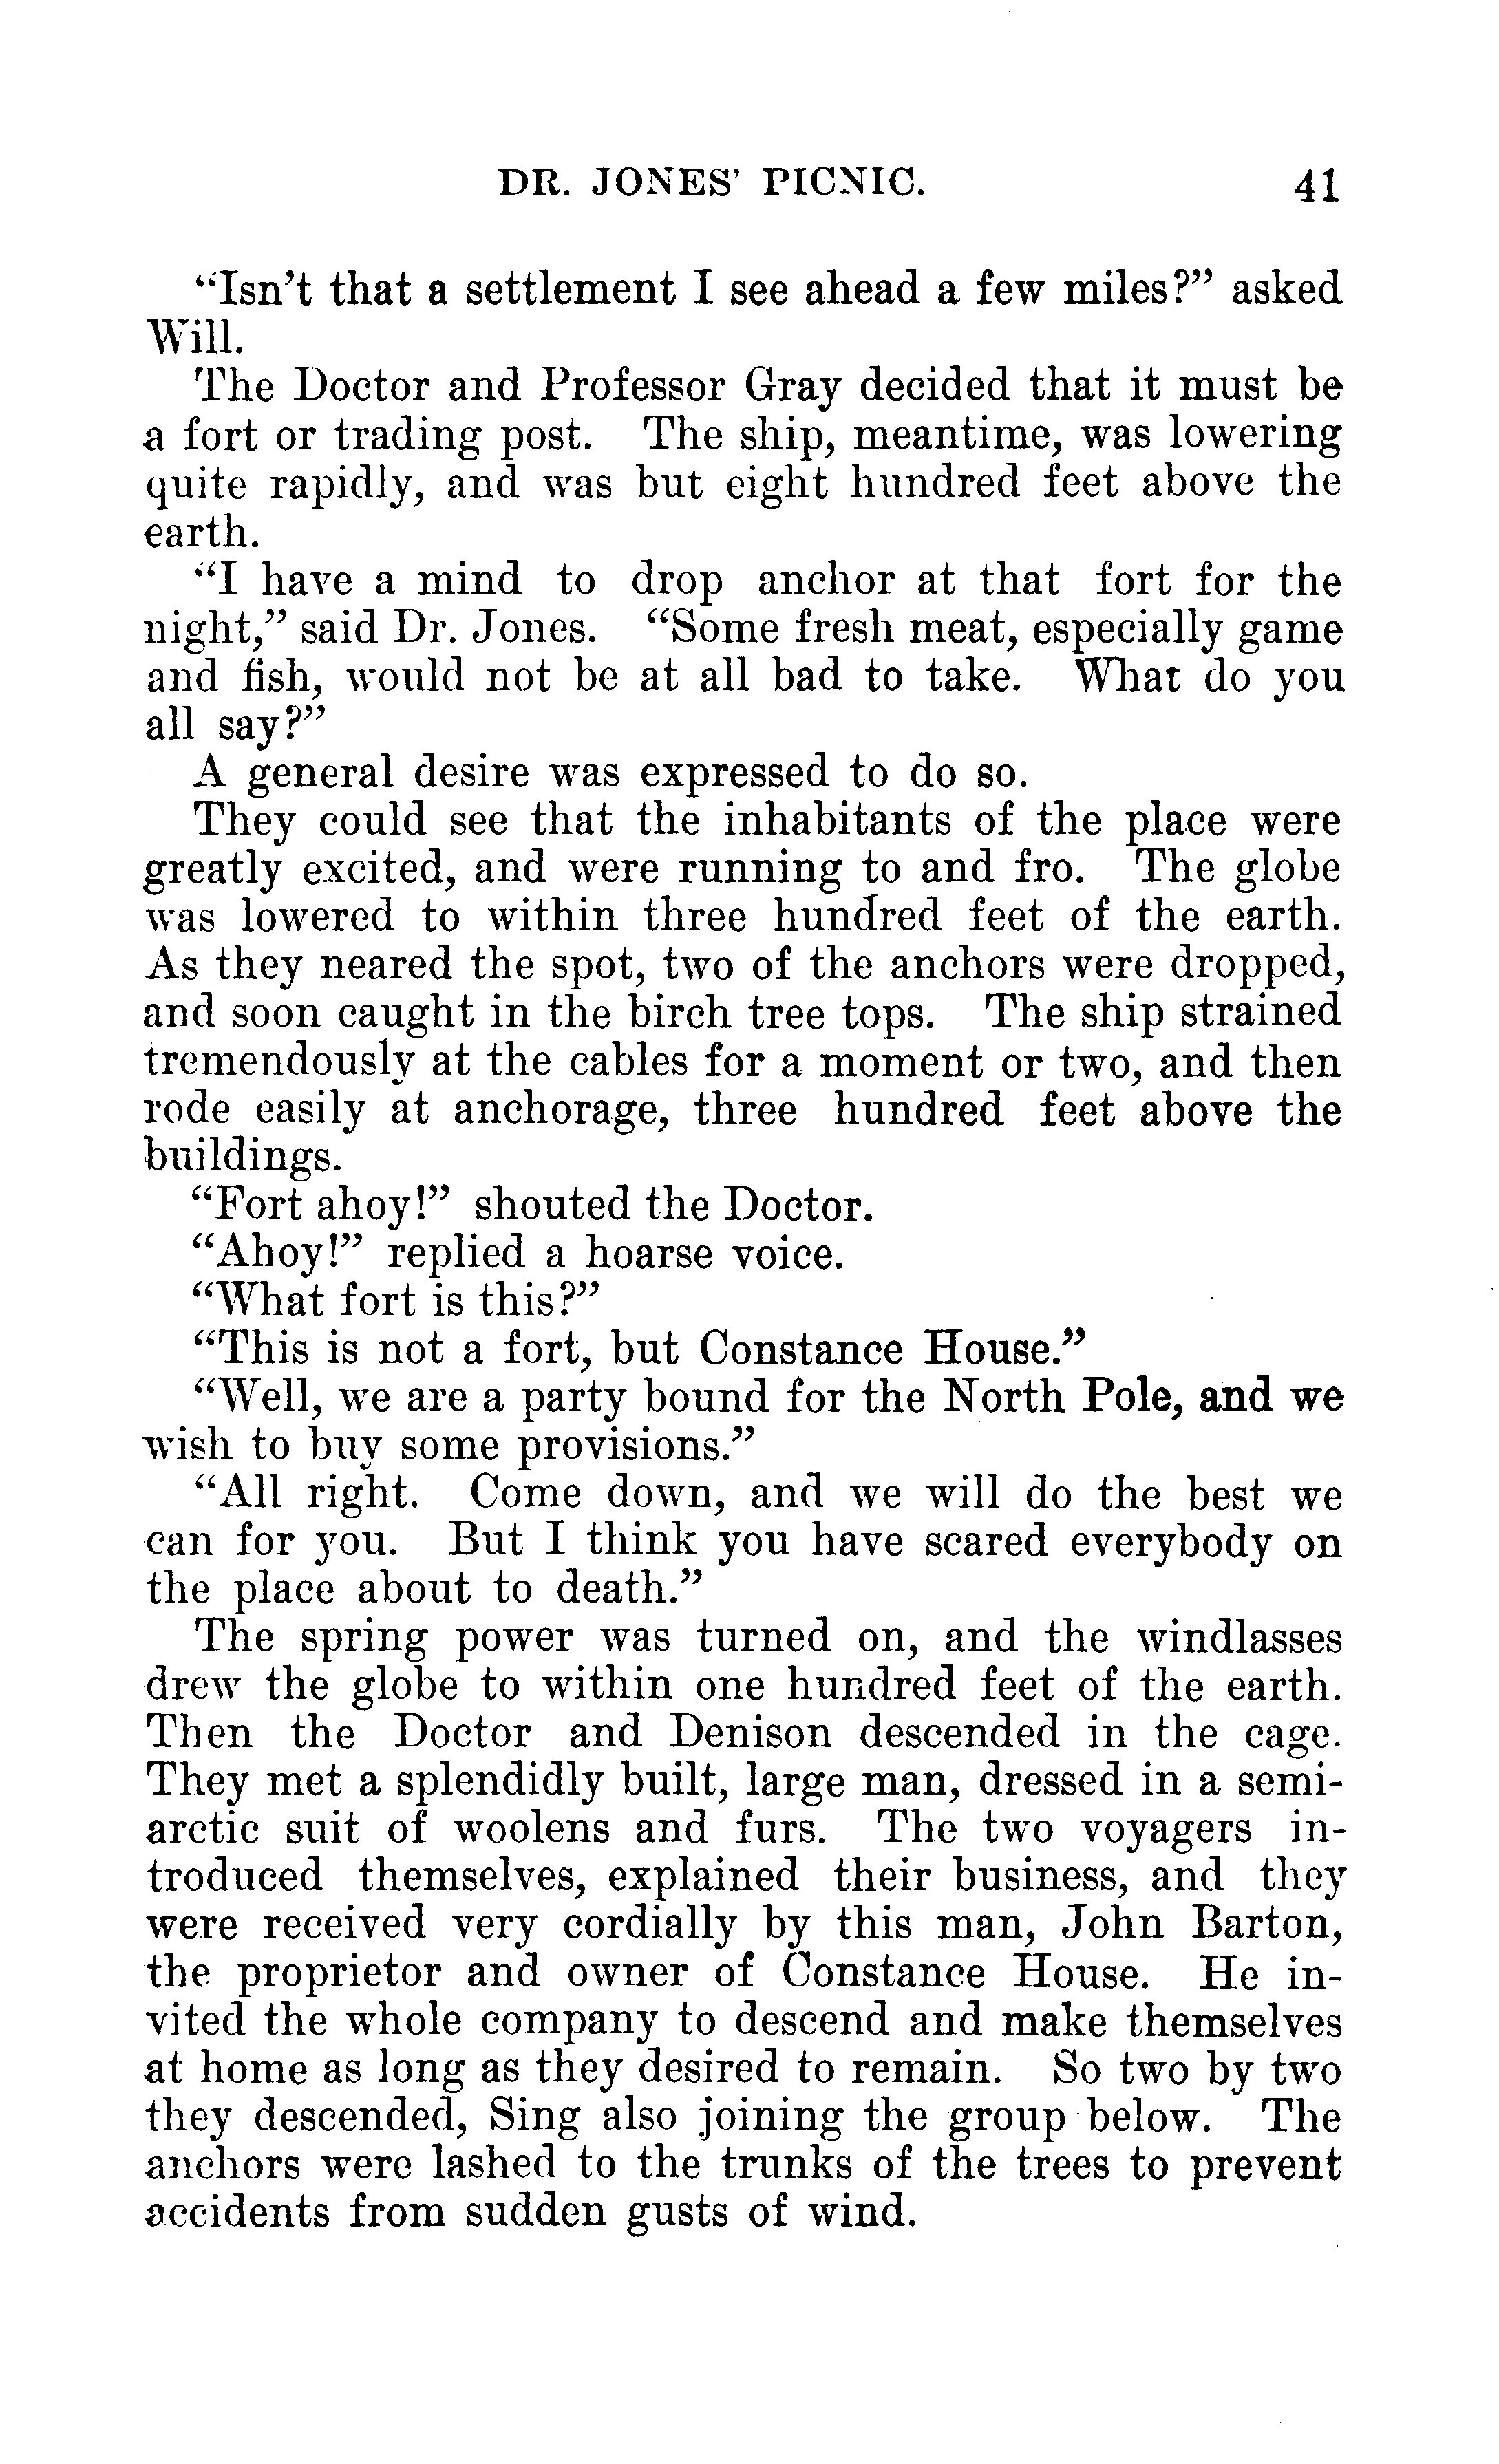 DR. JONES' PICNIC. 41
"Isn't that a settlement I see ahead a few miles?" asked
Will.
The Doctor and Professor Gray decided that it must be
a fort or trading post. The ship, meantime, was lowering
quite rapidly, and was but eight hundred feet above the
earth.
"I have a mind to drop anchor at that fort for the
night," said Dr. Jones. "Some fresh meat, especially game
and fish, would not be at all bad to take. What do you
all say?"
A general desire was expressed to do so.
They could see that the inhabitants of the place were
greatly excited, and were running to and fro. The globe
was lowered to within three hundred feet of the earth.
As they neared the spot, two of the anchors were dropped,
and soon caught in the birch tree tops. The ship strained
tremendously at the cables for a moment or two, and then
rode easily at anchorage, three hundred feet above the
buildings.
"Fort ahoy!" shouted the Doctor.
"Ahoy!" replied a hoarse voice.
"What fort is this?"
"This is not a fort, but Constance House."
"Well, we are a party bound for the North Pole, and we
wish to buy some provisions."
"All right. Come down, and we will do the best we
can for you. But I think you have scared everybody on
the place about to death."
The spring power was turned on, and the windlasses
drew the globe to within one hundred feet of the earth.
Then the Doctor and Denison descended in the cage.
They met a splendidly built, large man, dressed in a semi-
arctic suit of woolens and furs. The two voyagers in-
troduced themselves, explained their business, and they
were received very cordially by this man, John Barton,
the proprietor and owner of Constance House. He in-
vited the whole company to descend and make themselves
at home as long as they desired to remain. So two by two
they descended, Sing also joining the group below. The
anchors were lashed to the trunks of the trees to prevent
accidents from sudden gusts of wind.